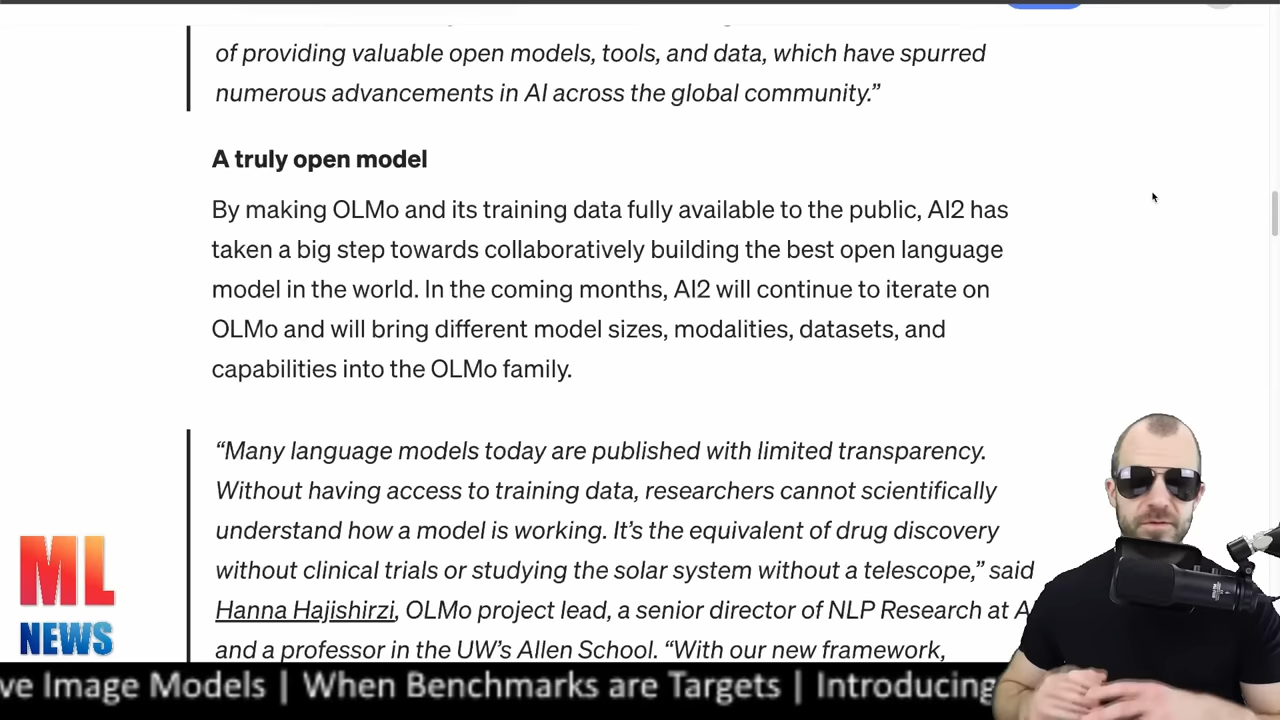 of providing valuable open models, tools, and data, which have spurred
numerous advancements in AI across the global community.”
A truly open model
By making OLMo and its training data fully available to the public, AI2 has
taken a big step towards collaboratively building the best open language
model in the world. In the coming months, AI2 will continue to iterate on
OLMo and will bring different model sizes, modalities, datasets, and
capabilities into the OLMo family.
“Many language models today are published with limited transparency.
Without having access to training data, researchers cannot scientifically
understand how a model is working. It’s the equivalent of drug discovery
without clinical trials or studying the solar system without a telescope,” said
Hanna Hajishirzi, OLMo project lead, a senior director of NLP Research at
and a professor in the UW’s Allen School. “With our new framework,
ML
NEWS
ve Image Models | When Benchmarks are Targets | Introducing